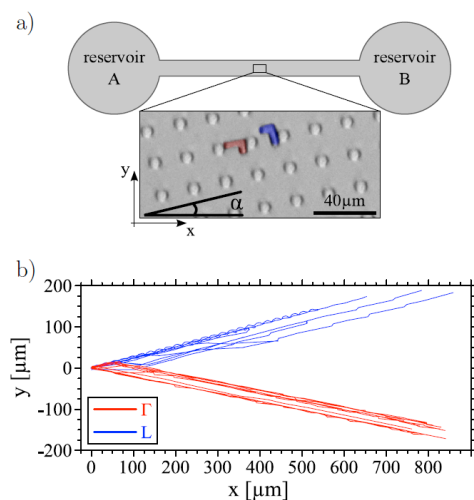 a)
reservoir
A
reservoir
B
y
α
x
40μm
b)
200
100
0
-100
-200
y [μm]
Γ
L
0 100 200 300 400 500 600 700 800
x [μm]